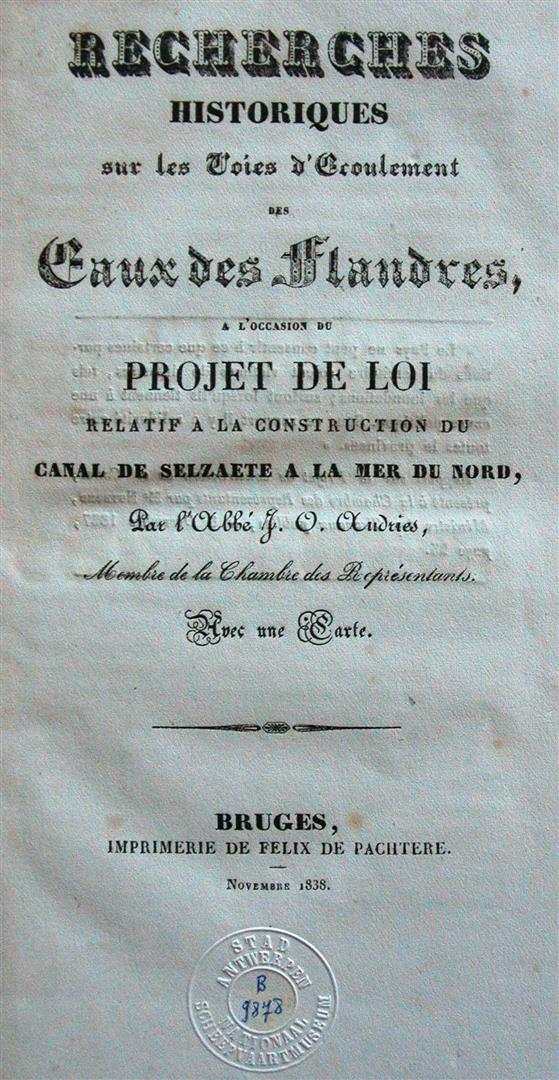 RECHERCHES
HISTORIQUES
sur les Voies d'Ecoulement
DES
Eaux des Flandres,
A L'OCCASION DU
PROJET DE LOI
RELATIF A LA CONSTRUCTION DU
CANAL DE SELZAETE A LA MER DU NORD,
Par l'Abbé J. O. Andries,
Membre de la Chambre des Représentants.
Avec une Carte.
BRUGES,
IMPRIMERIE DE FELIX DE PACHTERE.
NOVEMBRE 1838.
STAD
ANTWERPEN
B
9878
NATIONAAL
SCHEEPVAARTMUSEUM